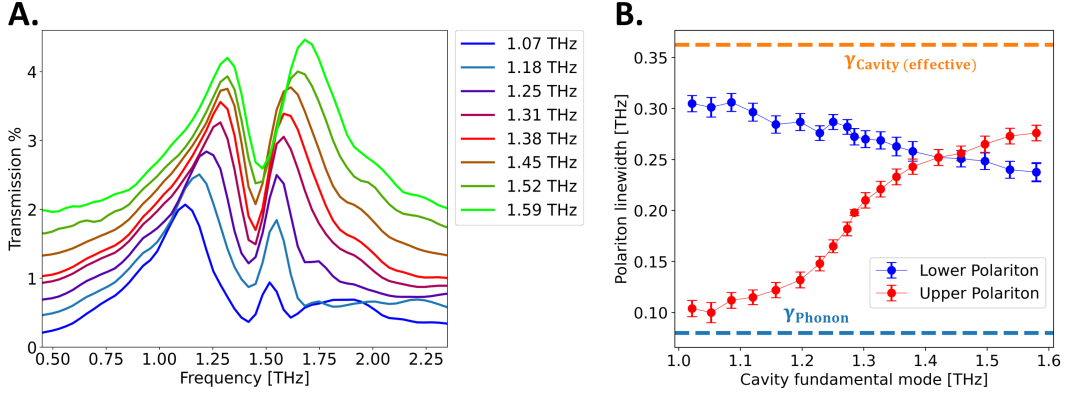 A.
B.
Transmission %
4
3
2
1
0
0.50
0.75
1.00
1.25
1.50
1.75
2.00
2.25
Frequency [THz]
1.07 THz
1.18 THz
1.25 THz
1.31 THz
1.38 THz
1.45 THz
1.52 THz
1.59 THz
Polariton linewidth [THz]
0.35
0.30
0.25
0.20
0.15
0.10
γCavity (effective)
Lower Polariton
Upper Polariton
γPhonon
1.0
1.1
1.2
1.3
1.4
1.5
1.6
Cavity fundamental mode [THz]